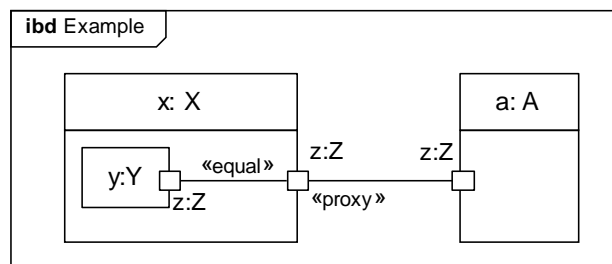 ibd Example
x: X
a: A
z:Z
z:Z
«equal»
y:Y
z:Z
«proxy»